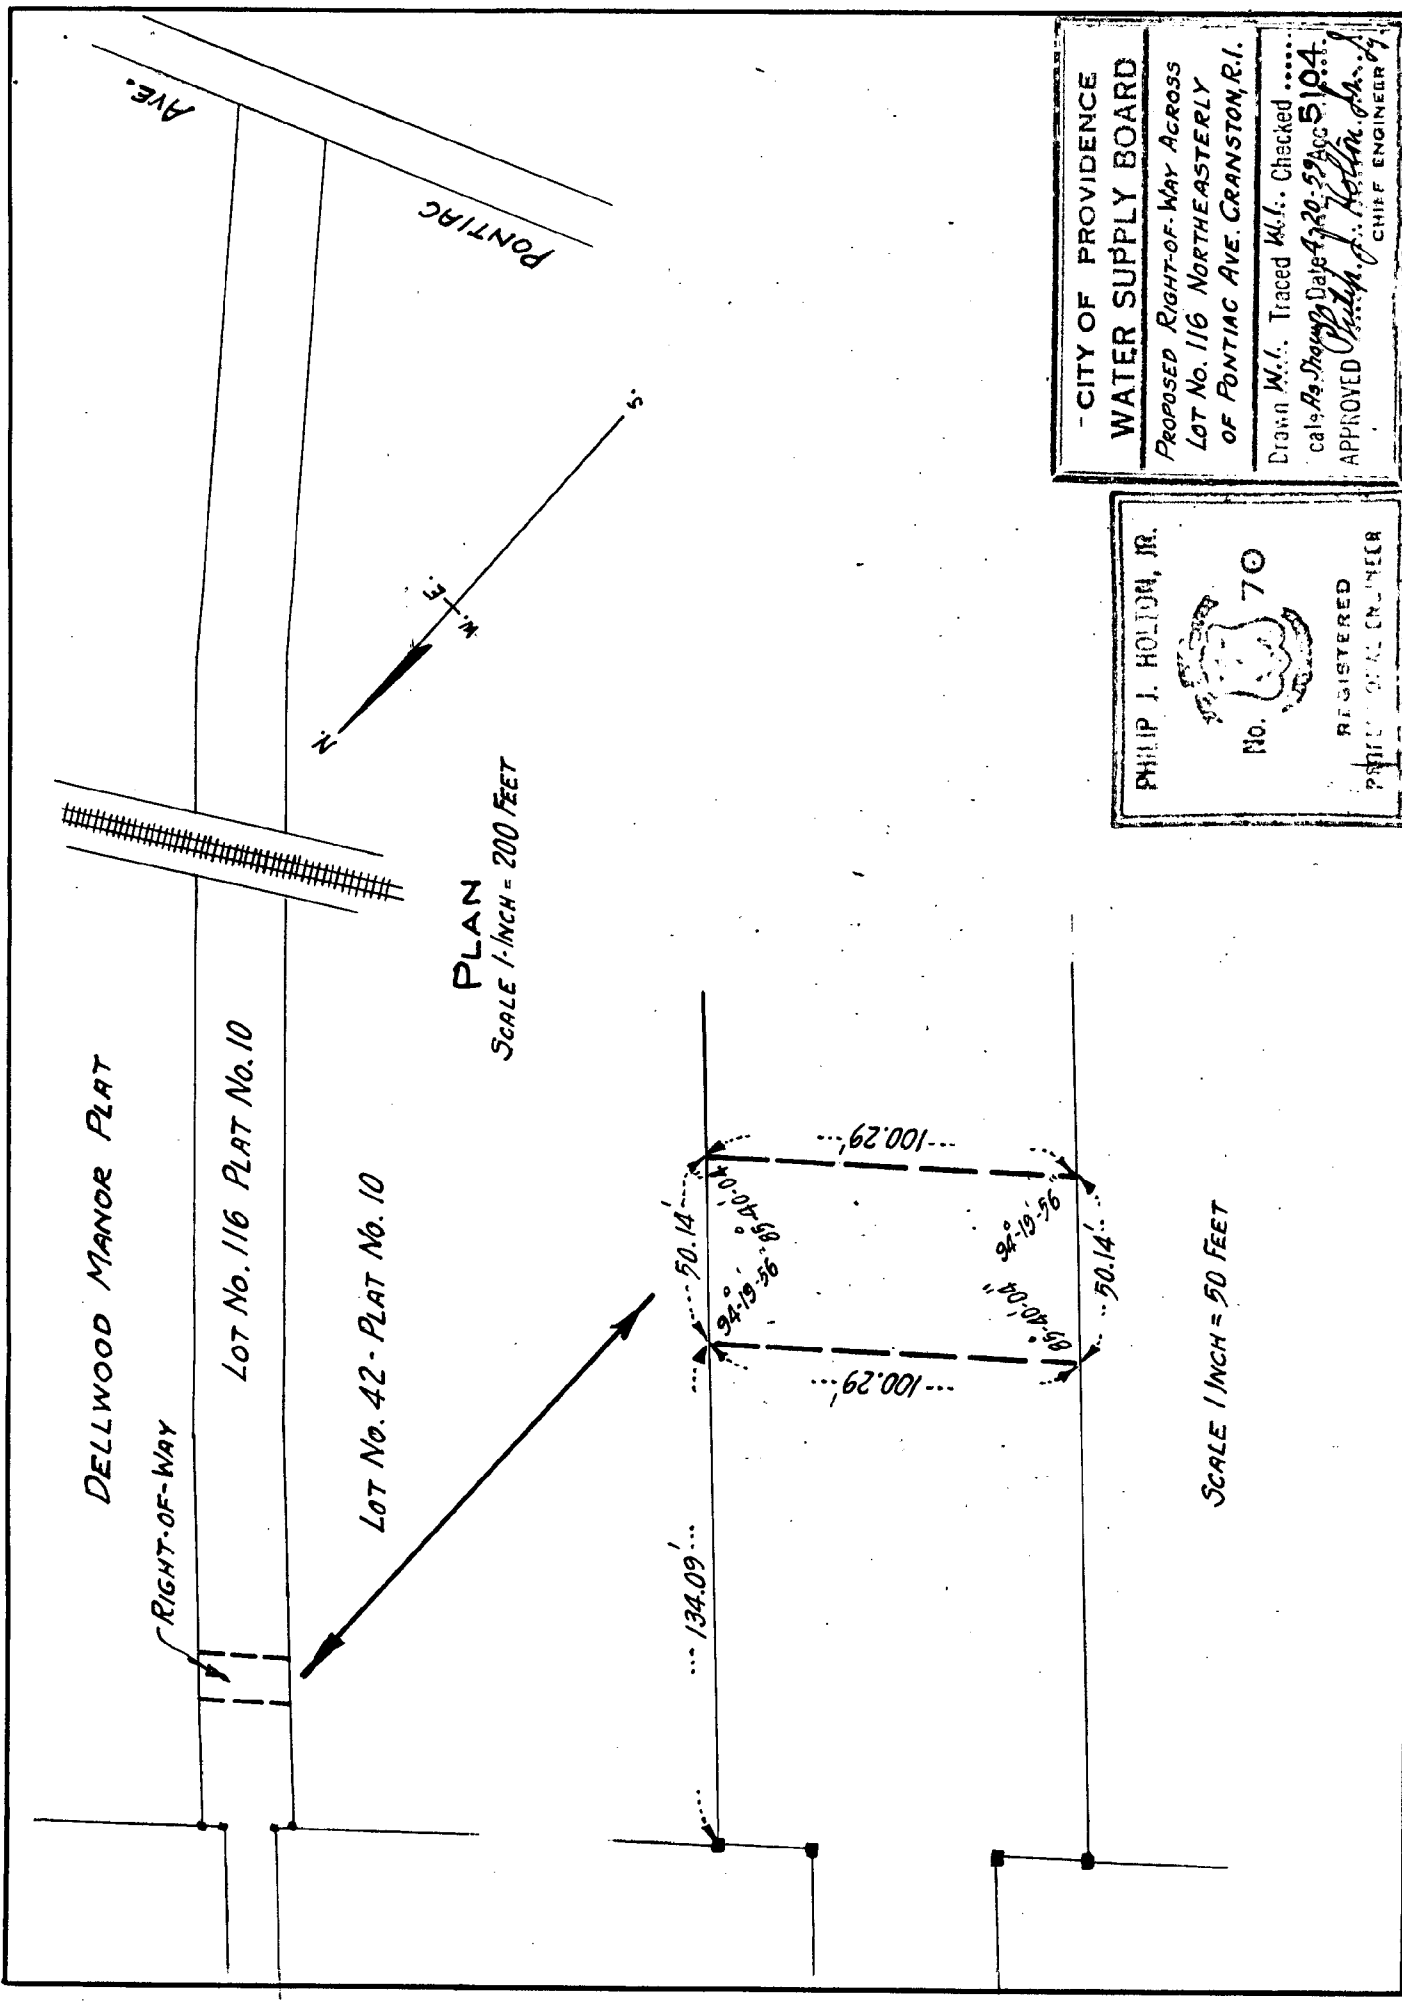 DELLWOOD MANOR PLAT
RIGHT-OF-WAY
LOT NO. 116 PLAT NO. 10
LOT NO. 42 - PLAT NO. 10
PONTIAC AVE.
N.
W. E.
S.
PLAN
SCALE 1-INCH = 200 FEET
134.09'
50.14'
94°-19'-56"
85°-40'-04"
100.29'
100.29'
85°-40'-04"
94°-19'-56"
50.14'
SCALE 1 INCH = 50 FEET
PHILIP J. HOLTON, JR.
No. 70
REGISTERED
CITY OF PROVIDENCE
WATER SUPPLY BOARD
PROPOSED RIGHT-OF-WAY ACROSS
LOT NO. 116 NORTHEASTERLY
OF PONTIAC AVE. CRANSTON, R.I.
Drawn W.L. Traced W.L. Checked ......
cale As Shown Date 4-20-59 Acc. 5104
APPROVED Philip J. Holton Jr.
CHIEF ENGINEER